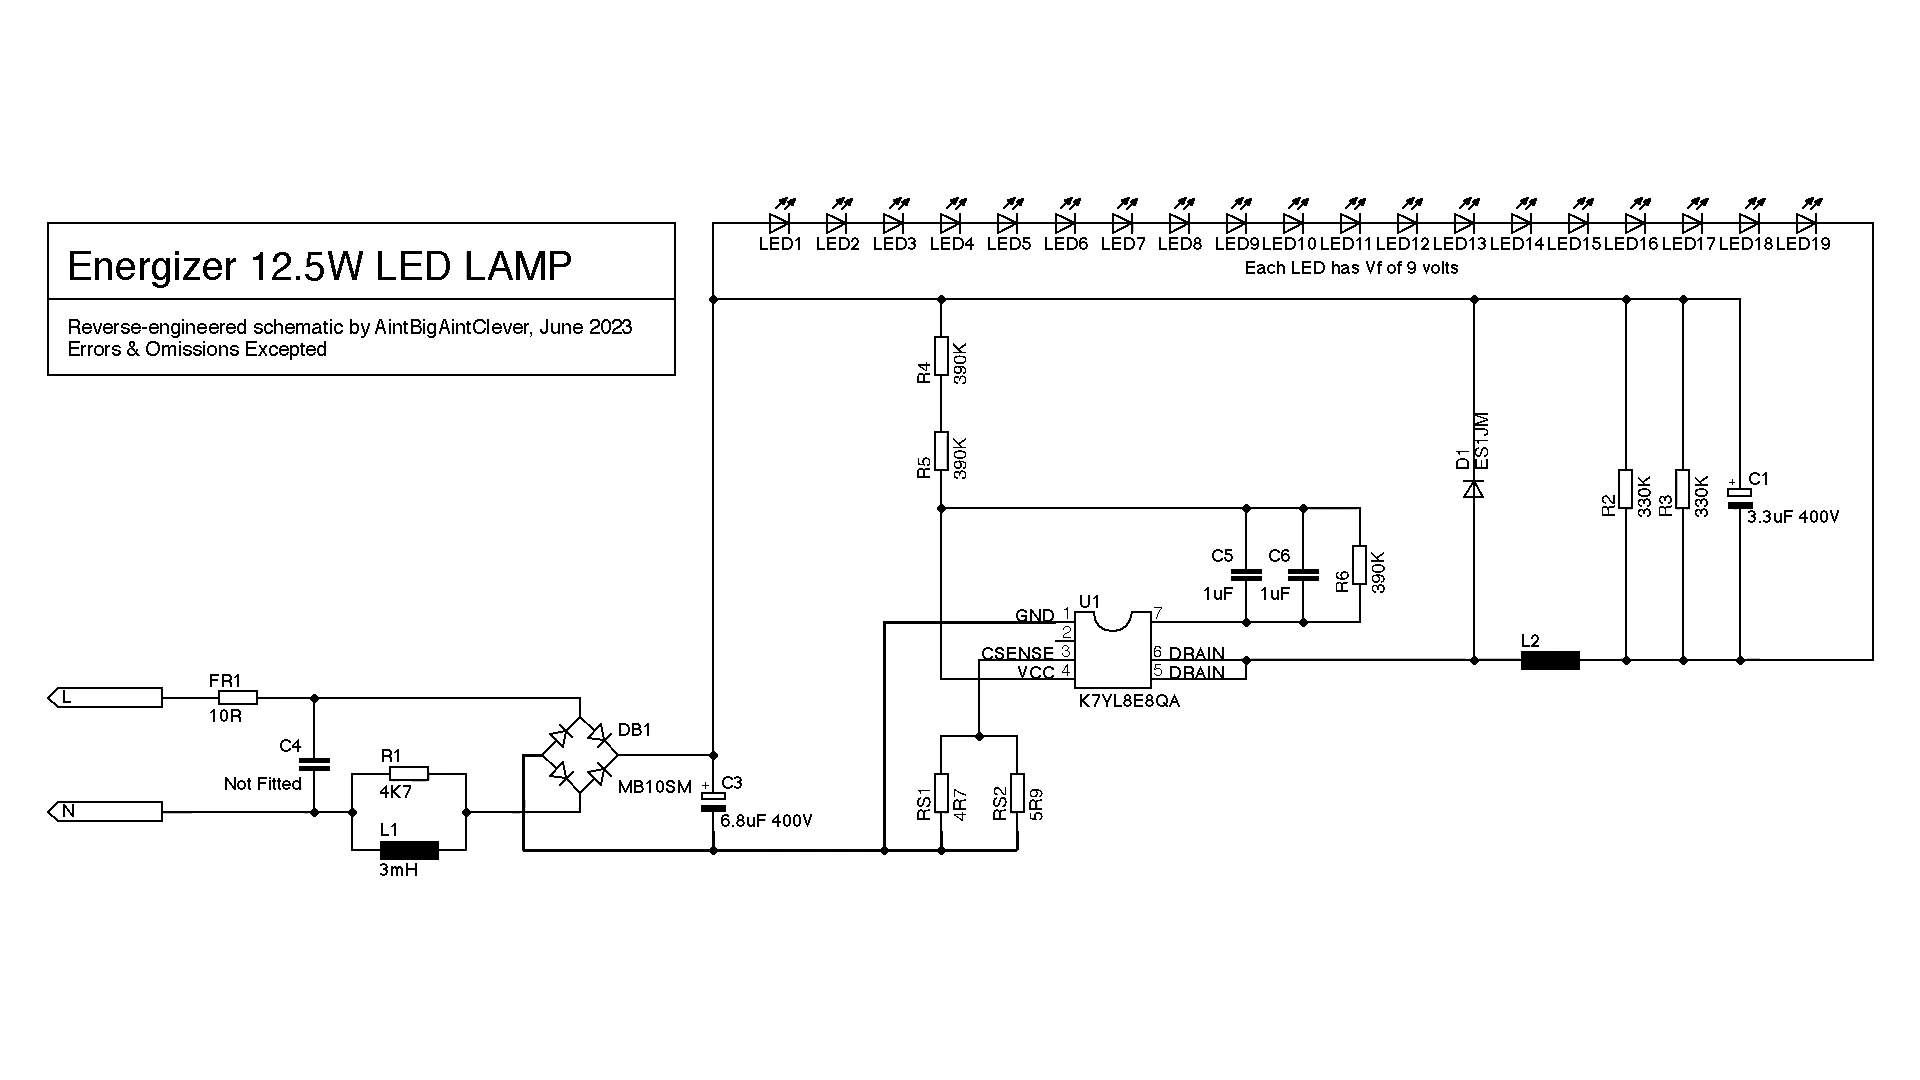 LED1 LED2 LED3 LED4 LED5 LED6 LED7 LED8 LED9 LED10 LED11 LED12 LED13 LED14 LED15 LED16 LED17 LED18 LED19
Each LED has Vf of 9 volts
Energizer 12.5W LED LAMP
Reverse-engineered schematic by AintBigAintClever, June 2023
Errors & Omissions Excepted
R4
390K
R5
390K
D1
ES1JM
R2
330K
R3
330K
+
C1
3.3uF 400V
C5
1uF
C6
1uF
R6
390K
U1
GND 1
2
CSENSE 3
VCC 4
7
6 DRAIN
5 DRAIN
K7YL8E8QA
L2
L
FR1
10R
N
C4
Not Fitted
R1
4K7
L1
3mH
DB1
MB10SM
+
C3
6.8uF 400V
RS1
4R7
RS2
5R9